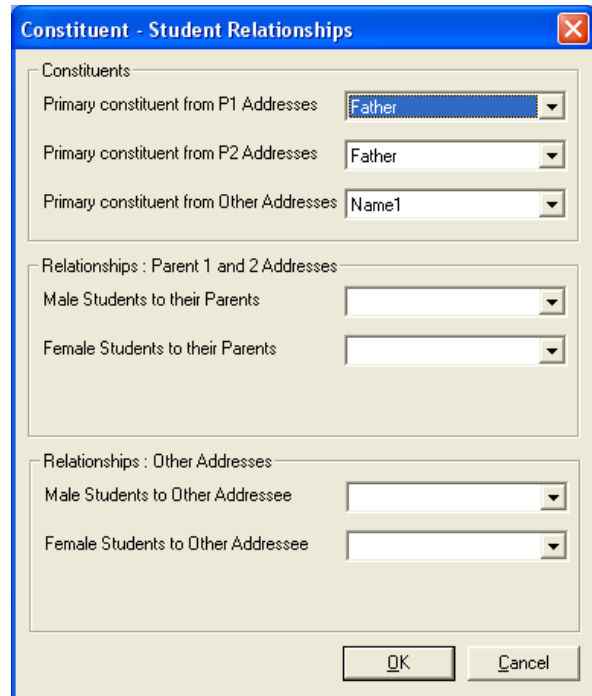 Constituent - Student Relationships
Constituents
Primary constituent from P1 Addresses Father
Primary constituent from P2 Addresses Father
Primary constituent from Other Addresses Name1
Relationships : Parent 1 and 2 Addresses
Male Students to their Parents
Female Students to their Parents
Relationships : Other Addresses
Male Students to Other Addressee
Female Students to Other Addressee
OK Cancel